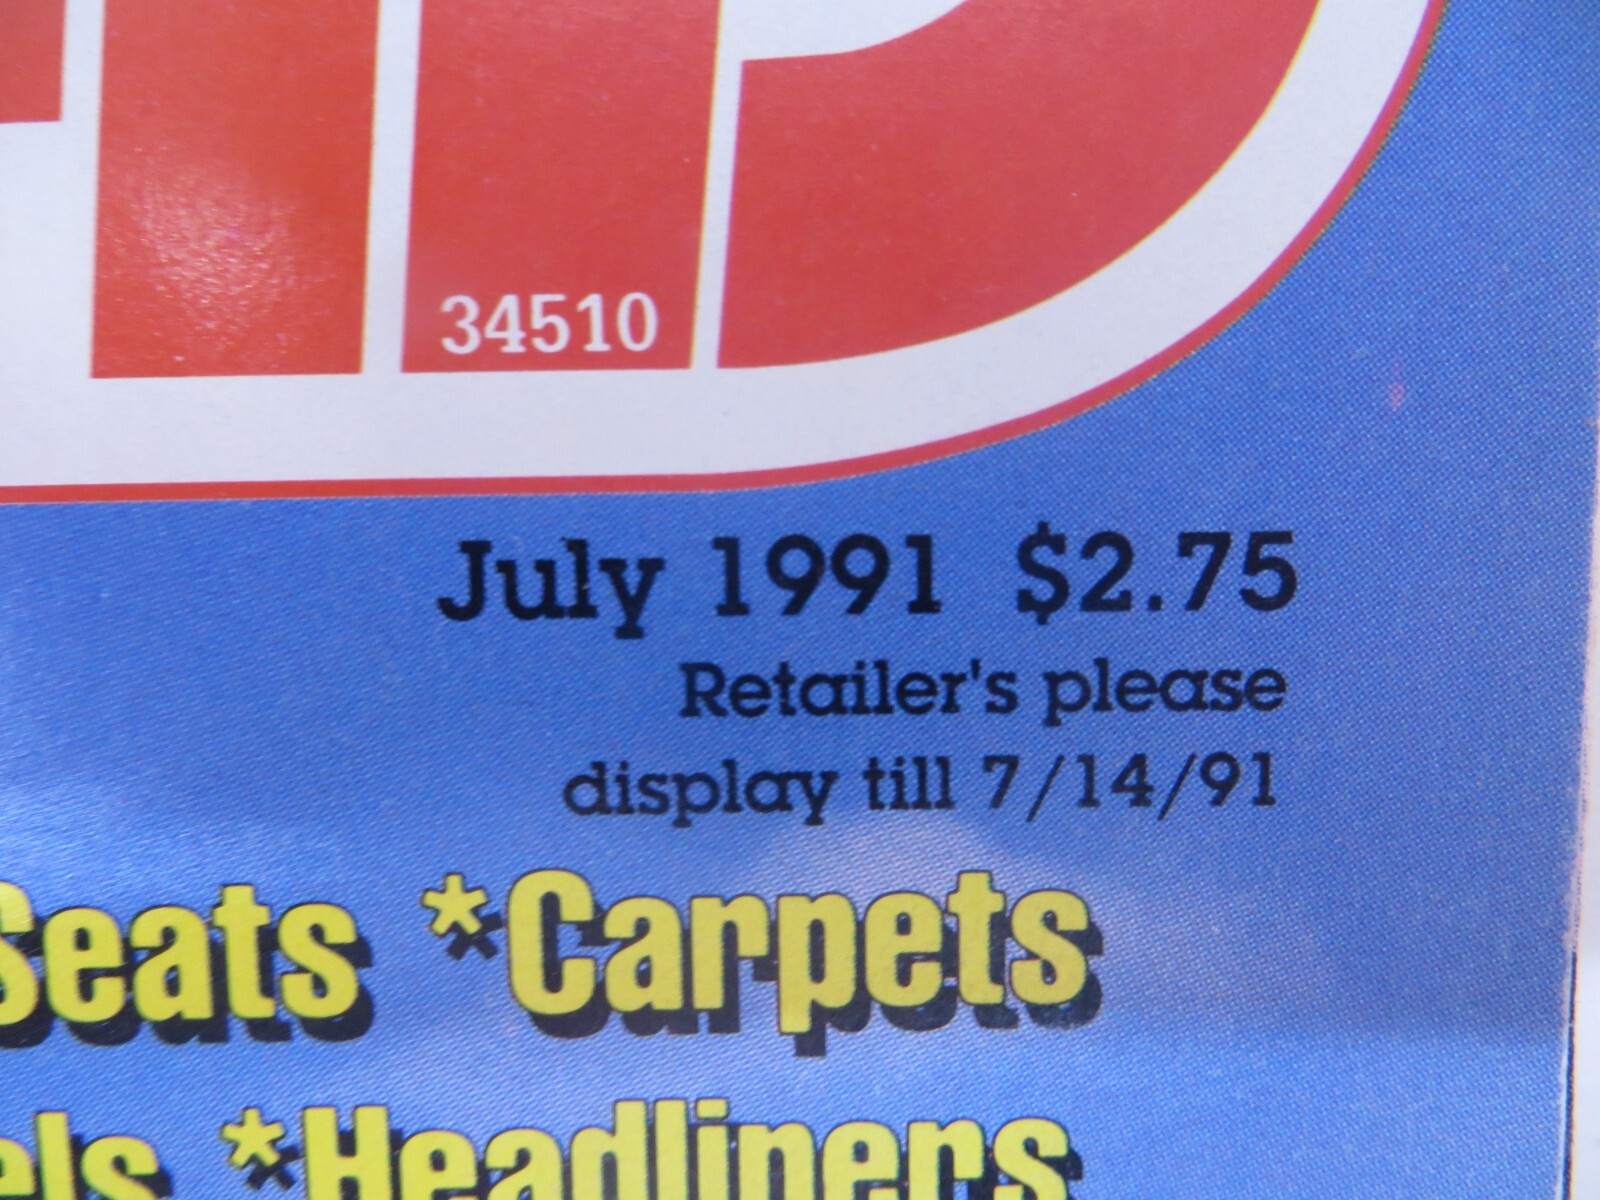 34510
July 1991 $2.75
Retailer's please
display till 7/14/91
Seats *Carpets
*Headliners